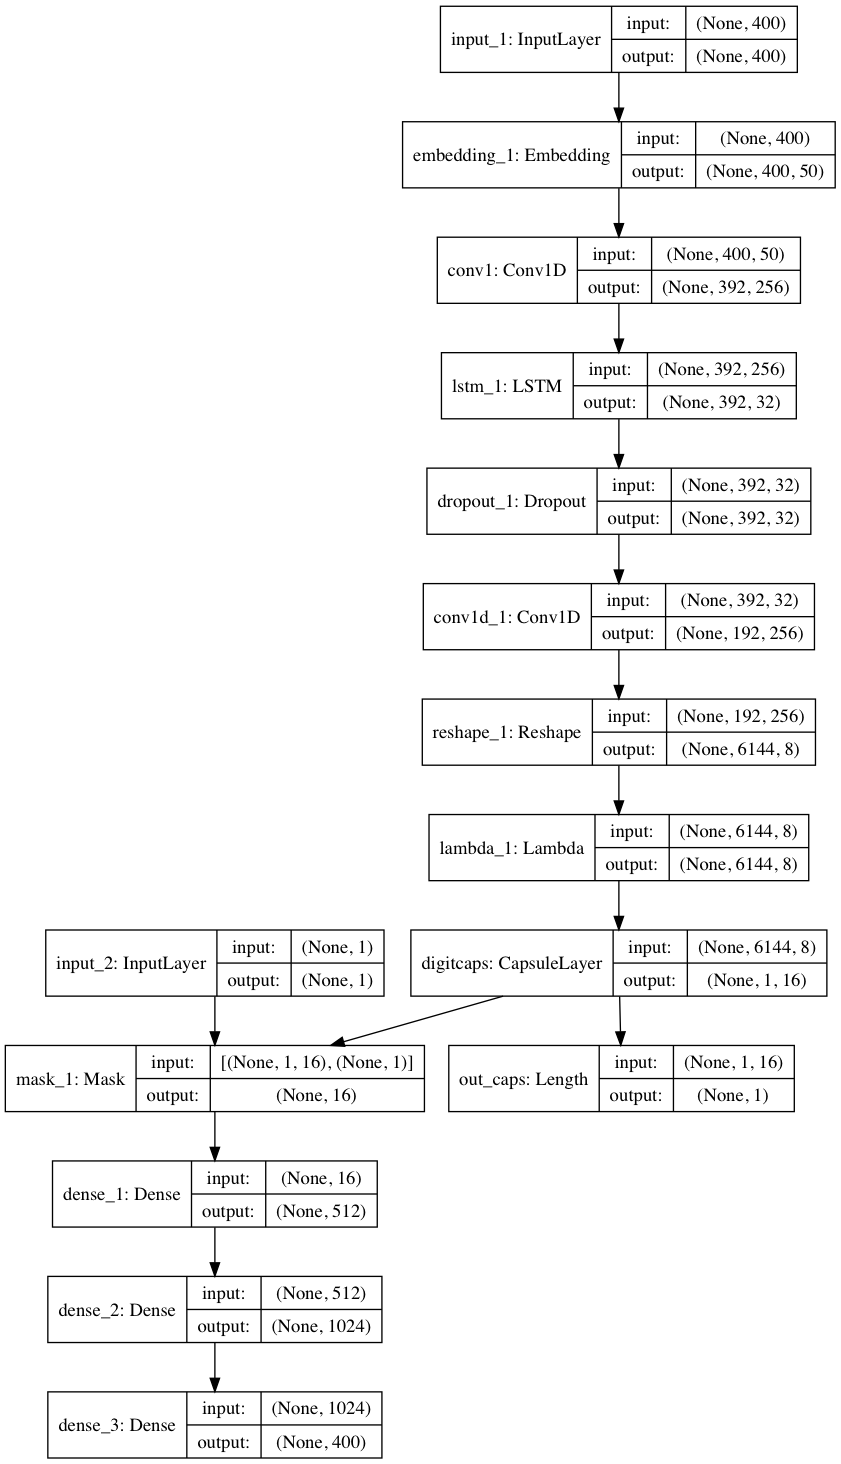 input_1: InputLayer
input:
(None, 400)
output:
(None, 400)
embedding_1: Embedding
input:
(None, 400)
output:
(None, 400, 50)
conv1: Conv1D
input:
(None, 400, 50)
output:
(None, 392, 256)
lstm_1: LSTM
input:
(None, 392, 256)
output:
(None, 392, 32)
dropout_1: Dropout
input:
(None, 392, 32)
output:
(None, 392, 32)
conv1d_1: Conv1D
input:
(None, 392, 32)
output:
(None, 192, 256)
reshape_1: Reshape
input:
(None, 192, 256)
output:
(None, 6144, 8)
lambda_1: Lambda
input:
(None, 6144, 8)
output:
(None, 6144, 8)
input_2: InputLayer
input:
(None, 1)
output:
(None, 1)
digitcaps: CapsuleLayer
input:
(None, 6144, 8)
output:
(None, 1, 16)
mask_1: Mask
input:
[(None, 1, 16), (None, 1)]
output:
(None, 16)
out_caps: Length
input:
(None, 1, 16)
output:
(None, 1)
dense_1: Dense
input:
(None, 16)
output:
(None, 512)
dense_2: Dense
input:
(None, 512)
output:
(None, 1024)
dense_3: Dense
input:
(None, 1024)
output:
(None, 400)